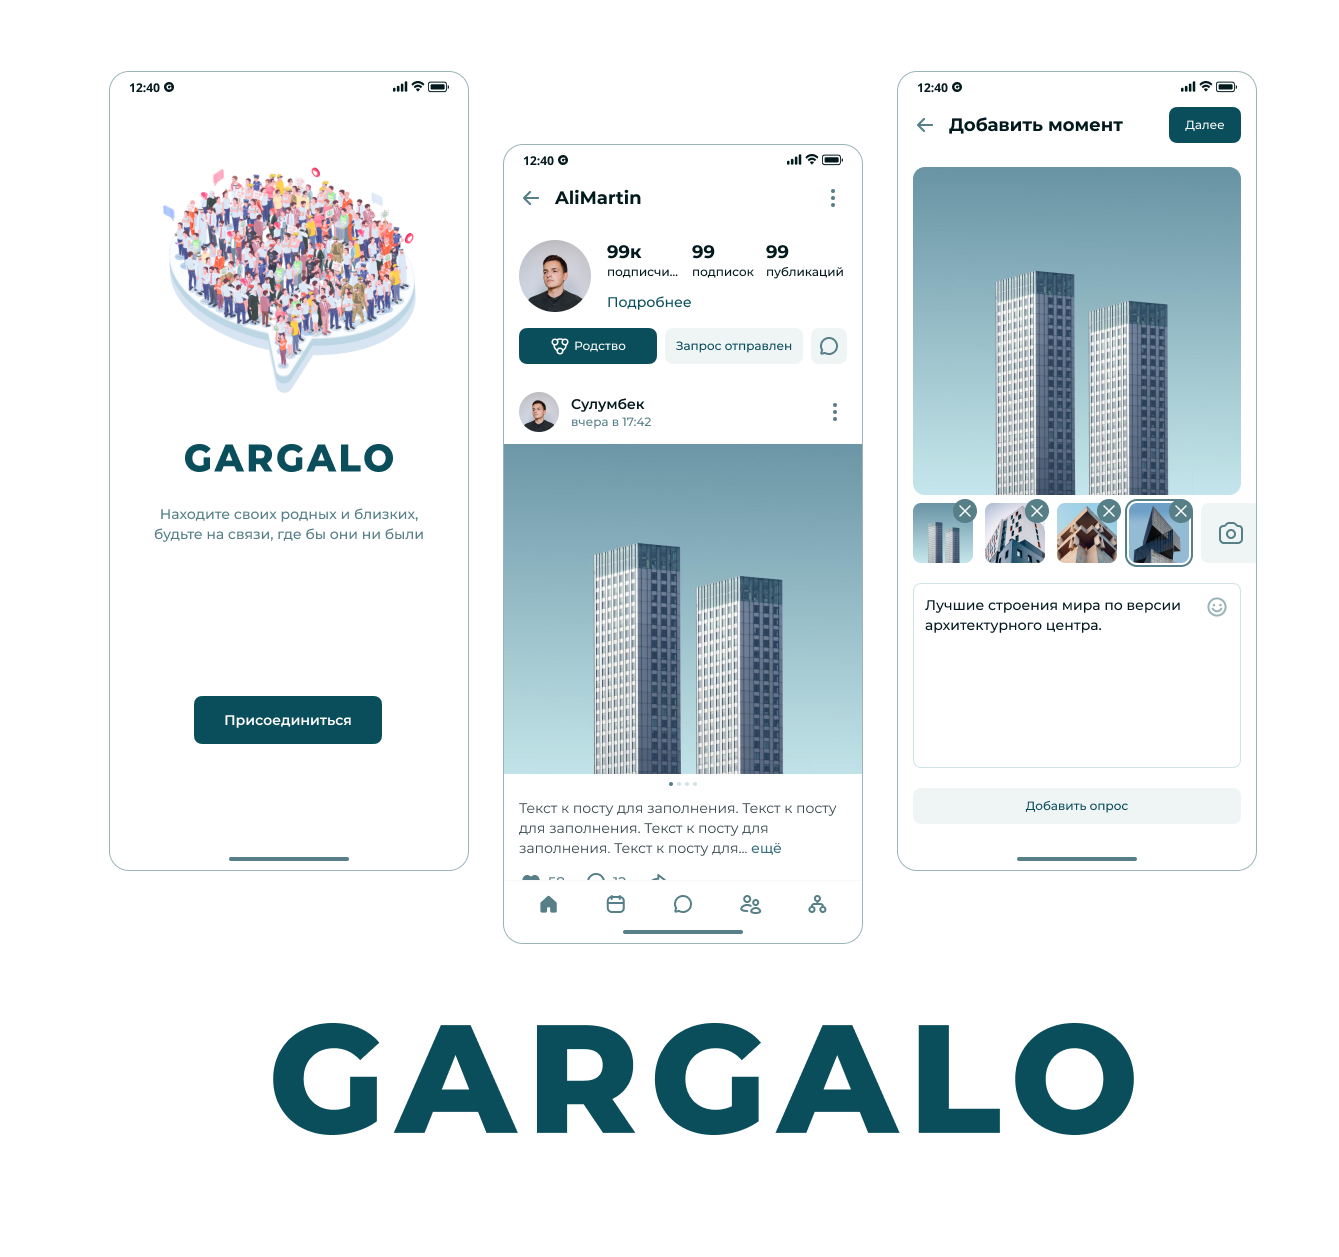 12:40
GARGALO
Находите своих родных и близких,
будьте на связи, где бы они ни были
Присоединиться
12:40
AliMartin
99к 99 99
подписчи... подписок публикаций
Подробнее
Родство Запрос отправлен
Сулумбек
вчера в 17:42
Текст к посту для заполнения. Текст к посту
для заполнения. Текст к посту для
заполнения. Текст к посту для... ещё
12:40
Добавить момент Далее
Лучшие строения мира по версии
архитектурного центра.
Добавить опрос
GARGALO